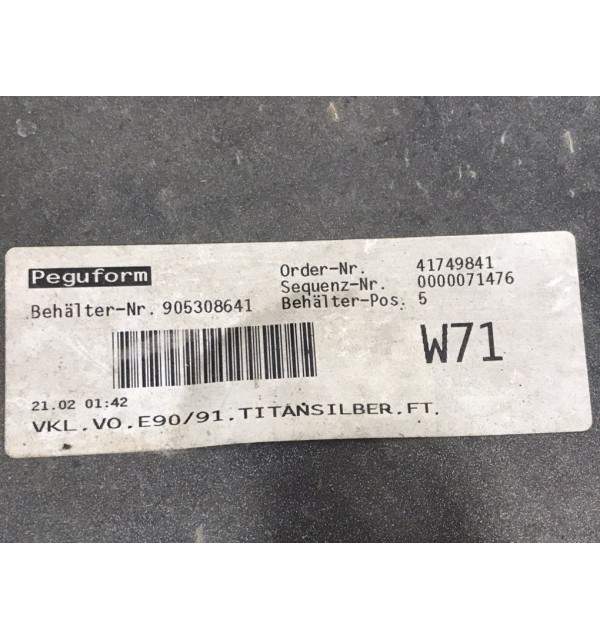 Peguform
Order-Nr. 41749841
Sequenz-Nr. 0000071476
Behälter-Nr. 905308641 Behälter-Pos. 5
W71
21.02 01:42
VKL.VO.E90/91.TITANSILBER.FT.